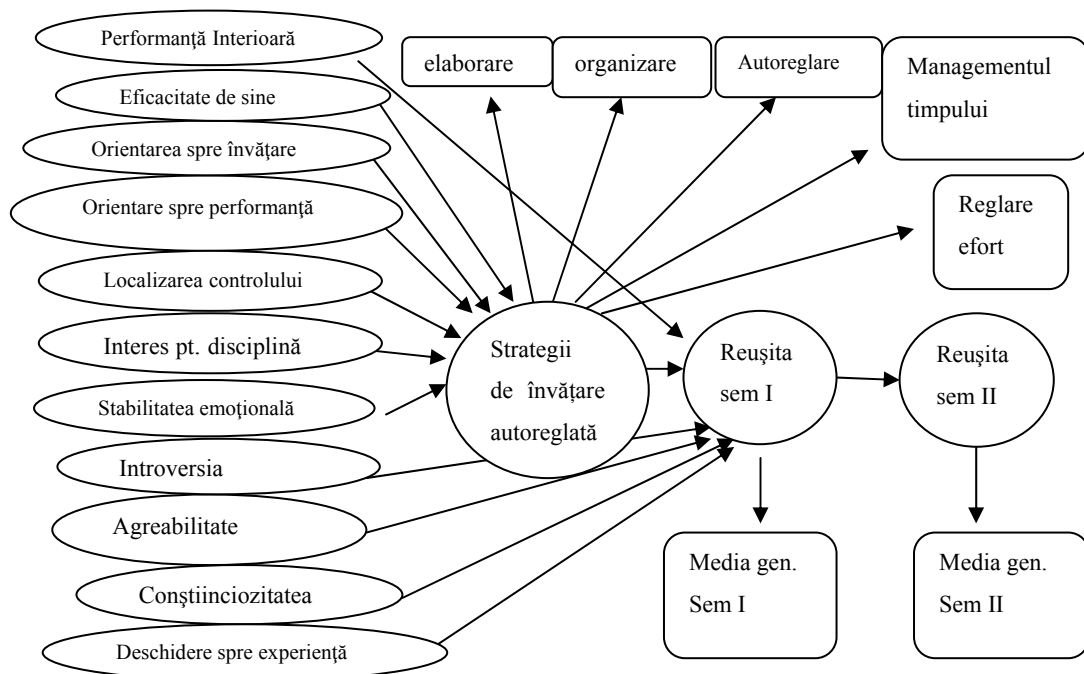 Performanţă Interioară
Eficacitate de sine
Orientarea spre învăţare
Orientare spre performanţă
Localizarea controlului
Interes pt. disciplină
Stabilitatea emoţională
Introversia
Agreabilitate
Conştiinciozitatea
Deschidere spre experienţă
elaborare
organizare
Autoreglare
Managementul
timpului
Reglare
efort
Strategii
de învățare
autoreglată
Reuşita
sem I
Reuşita
sem II
Media gen.
Sem I
Media gen.
Sem II